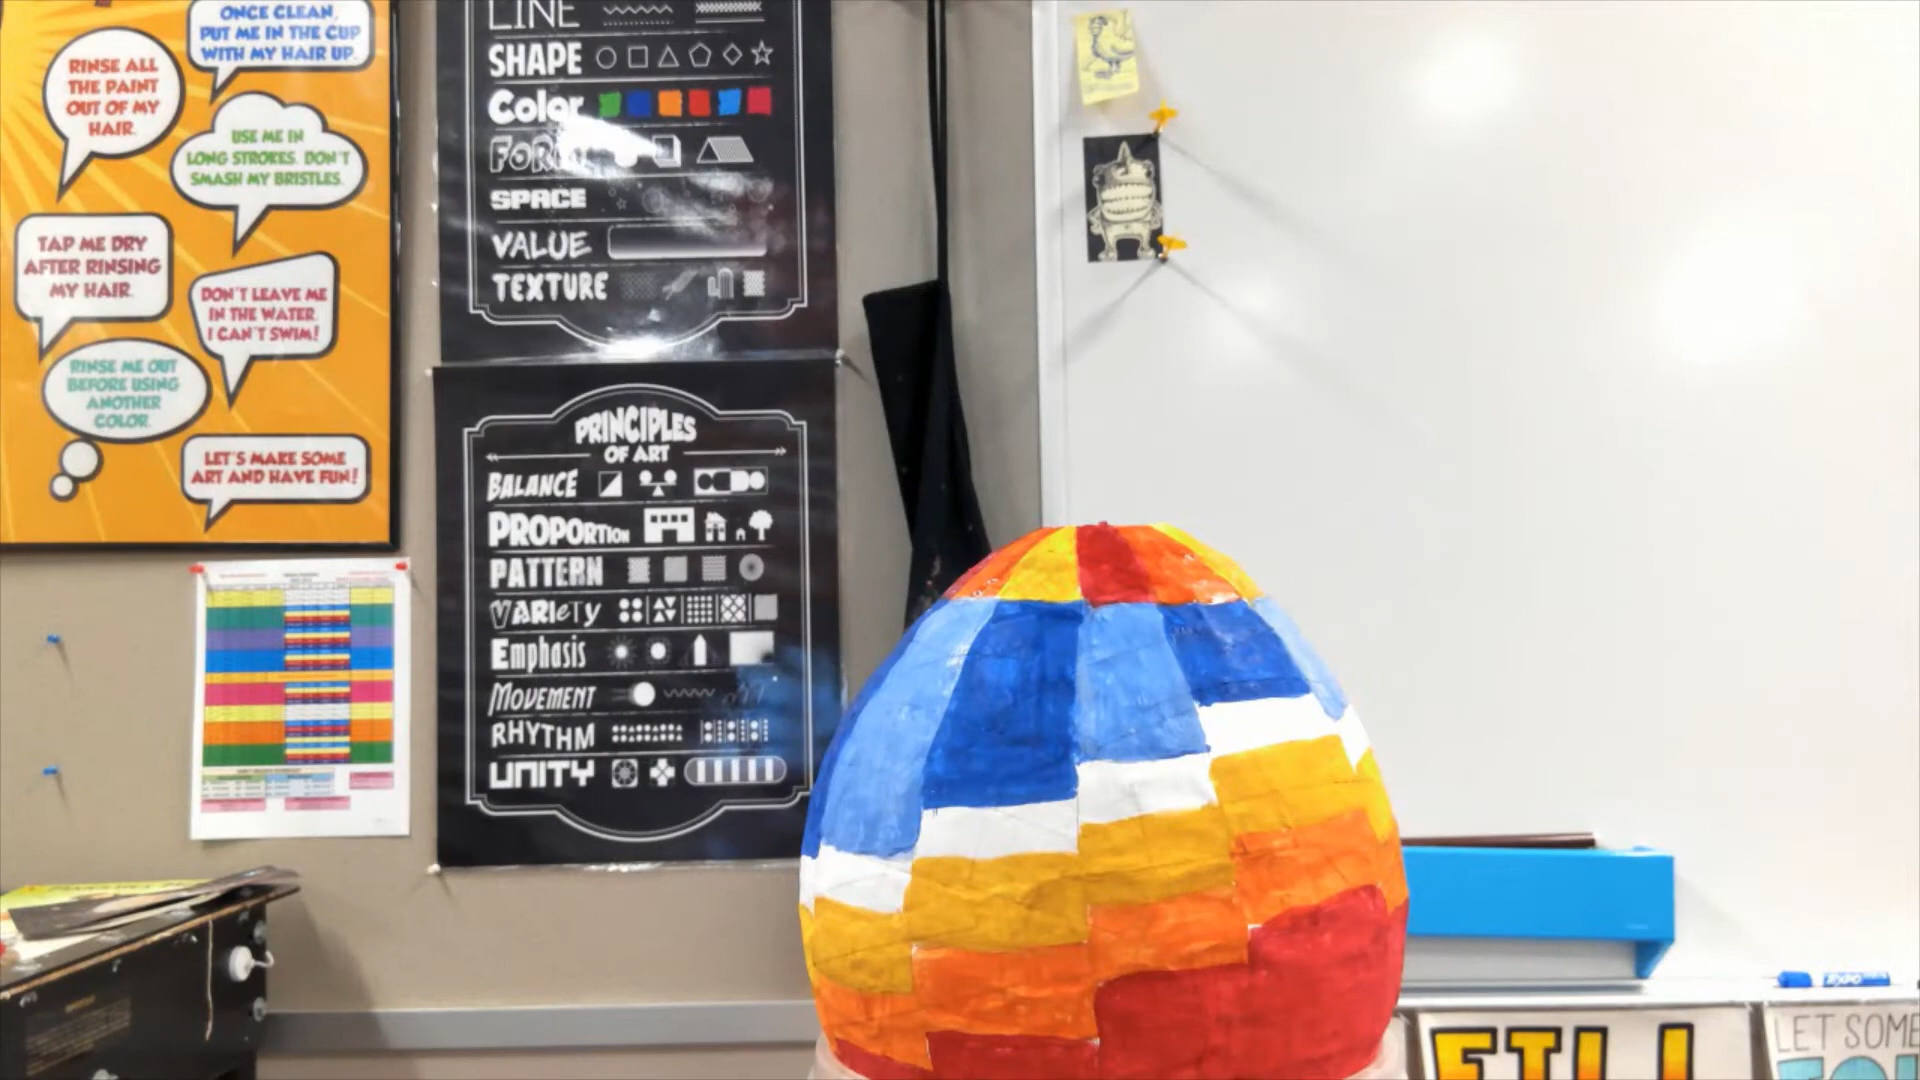 ONCE CLEAN,
PUT ME IN THE CUP
WITH MY HAIR UP.
RINSE ALL
THE PAINT
OUT OF MY
HAIR.
USE ME IN
LONG STROKES. DON'T
SMASH MY BRISTLES.
TAP ME DRY
AFTER RINSING
MY HAIR.
DON'T LEAVE ME
IN THE WATER.
I CAN'T SWIM!
RINSE ME OUT
BEFORE USING
ANOTHER
COLOR.
LET'S MAKE SOME
ART AND HAVE FUN!
LINE
SHAPE
Color
FORM
SPACE
VALUE
TEXTURE
PRINCIPLES
OF ART
BALANCE
PROPORTION
PATTERN
VARIETY
Emphasis
MOVEMENT
RHYTHM
UNITY
EXPO
LET SOME